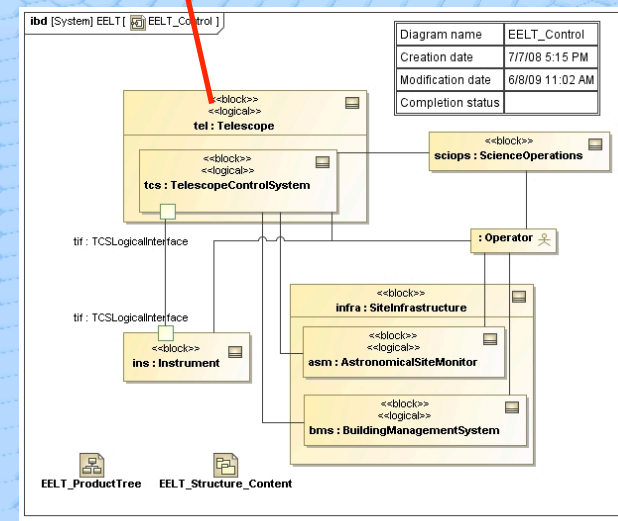 ibd [System] EELT [ EELT_Control ]
Diagram name EELT_Control
Creation date 7/7/08 5:15 PM
Modification date 6/8/09 11:02 AM
Completion status
<<block>>
<<logical>>
tel : Telescope
<<block>>
<<logical>>
tcs : TelescopeControlSystem
<<block>>
sciops : ScienceOperations
: Operator
tif : TCSLogicalInterface
tif : TCSLogicalInterface
<<block>>
ins : Instrument
<<block>>
infra : SiteInfrastructure
<<block>>
<<logical>>
asm : AstronomicalSiteMonitor
<<block>>
<<logical>>
bms : BuildingManagementSystem
EELT_ProductTree EELT_Structure_Content